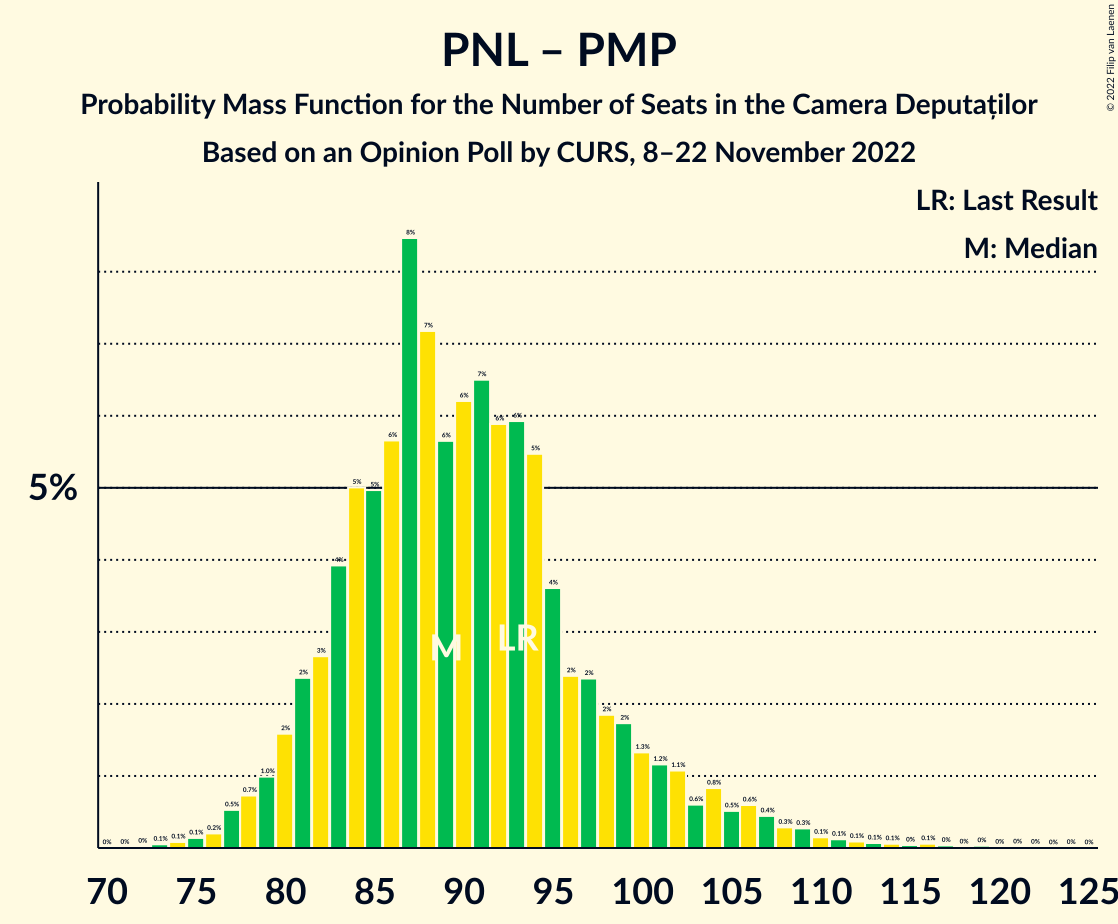 PNL – PMP
Probability Mass Function for the Number of Seats in the Camera Deputaților
Based on an Opinion Poll by CURS, 8–22 November 2022
© 2022 Filip van Laenen
LR: Last Result
M: Median
5%
0% 0% 0% 0.1% 0.1% 0.1% 0.2% 0.5% 0.7% 1.0% 2% 2% 3% 4% 5% 5% 6% 8% 7% 6% 6% 7% 6% 6% 5% 4% 2% 2% 2% 2% 1.3% 1.2% 1.1% 0.6% 0.8% 0.5% 0.6% 0.4% 0.3% 0.3% 0.1% 0.1% 0.1% 0.1% 0.1% 0% 0.1% 0% 0% 0% 0% 0% 0% 0% 0% 0%
M LR
70 75 80 85 90 95 100 105 110 115 120 125